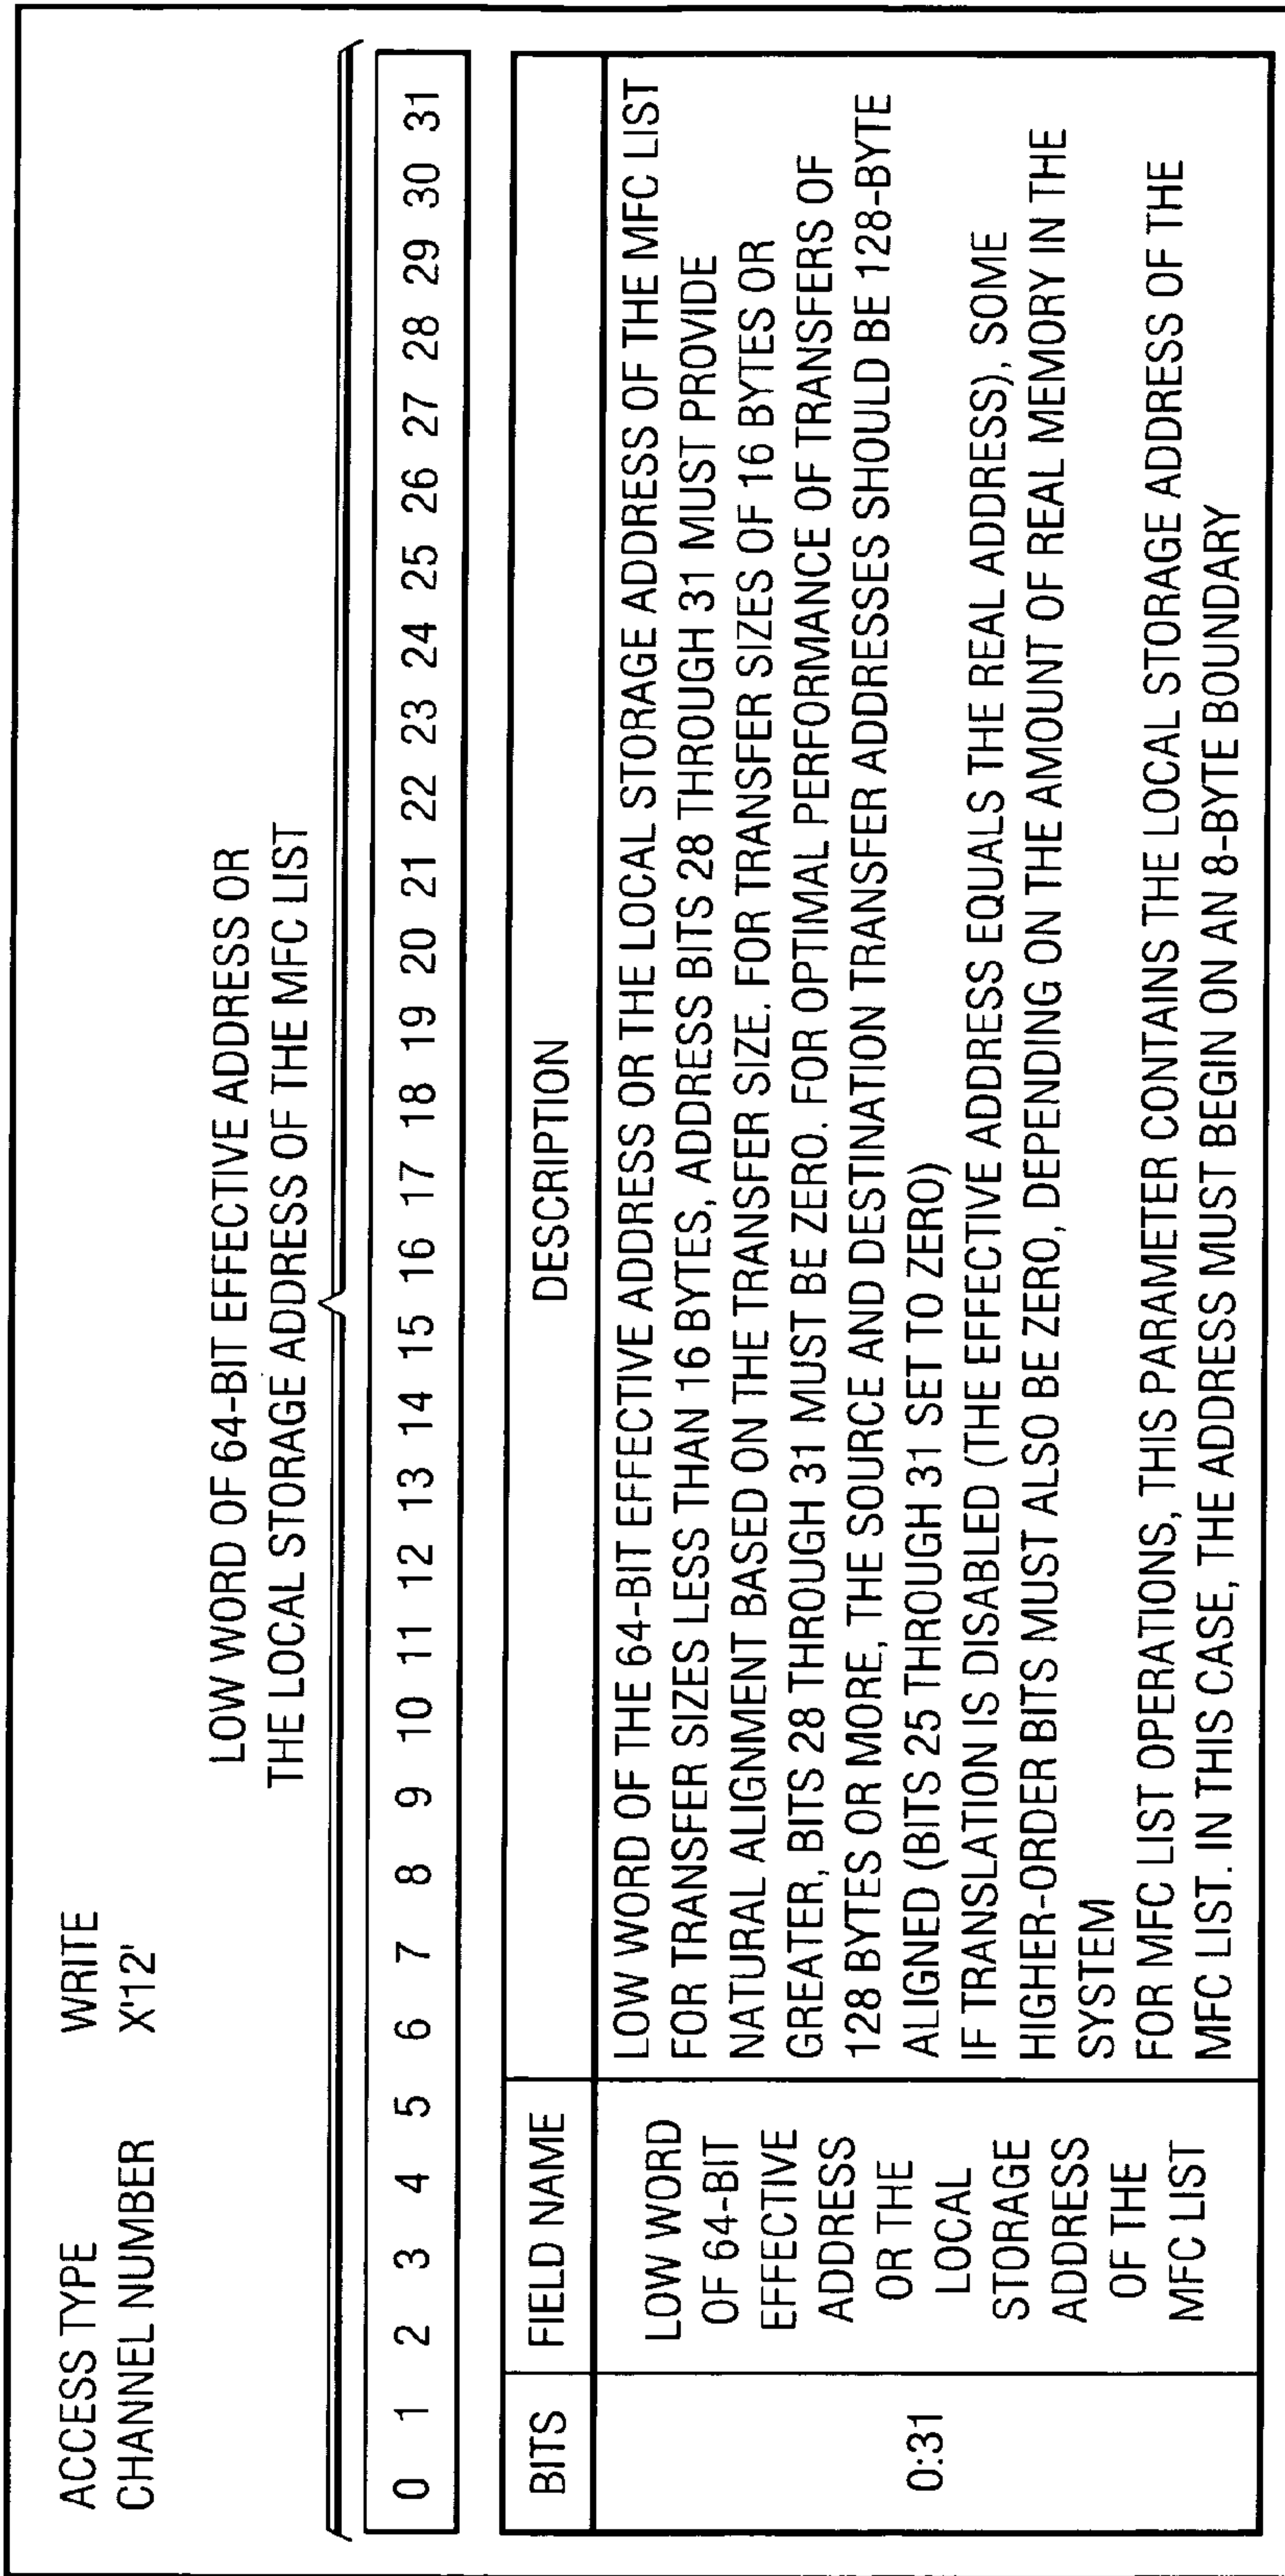 ACCESS TYPE WRITE
CHANNEL NUMBER X'12'
LOW WORD OF 64-BIT EFFECTIVE ADDRESS OR
THE LOCAL STORAGE ADDRESS OF THE MFC LIST
0 1 2 3 4 5 6 7 8 9 10 11 12 13 14 15 16 17 18 19 20 21 22 23 24 25 26 27 28 29 30 31
BITS FIELD NAME DESCRIPTION
0:31
LOW WORD
OF 64-BIT
EFFECTIVE
ADDRESS
OR THE
LOCAL
STORAGE
ADDRESS
OF THE
MFC LIST
LOW WORD OF THE 64-BIT EFFECTIVE ADDRESS OR THE LOCAL STORAGE ADDRESS OF THE MFC LIST
FOR TRANSFER SIZES LESS THAN 16 BYTES, ADDRESS BITS 28 THROUGH 31 MUST PROVIDE
NATURAL ALIGNMENT BASED ON THE TRANSFER SIZE. FOR TRANSFER SIZES OF 16 BYTES OR
GREATER, BITS 28 THROUGH 31 MUST BE ZERO. FOR OPTIMAL PERFORMANCE OF TRANSFERS OF
128 BYTES OR MORE, THE SOURCE AND DESTINATION TRANSFER ADDRESSES SHOULD BE 128-BYTE
ALIGNED (BITS 25 THROUGH 31 SET TO ZERO)
IF TRANSLATION IS DISABLED (THE EFFECTIVE ADDRESS EQUALS THE REAL ADDRESS), SOME
HIGHER-ORDER BITS MUST ALSO BE ZERO, DEPENDING ON THE AMOUNT OF REAL MEMORY IN THE
SYSTEM
FOR MFC LIST OPERATIONS, THIS PARAMETER CONTAINS THE LOCAL STORAGE ADDRESS OF THE
MFC LIST. IN THIS CASE, THE ADDRESS MUST BEGIN ON AN 8-BYTE BOUNDARY